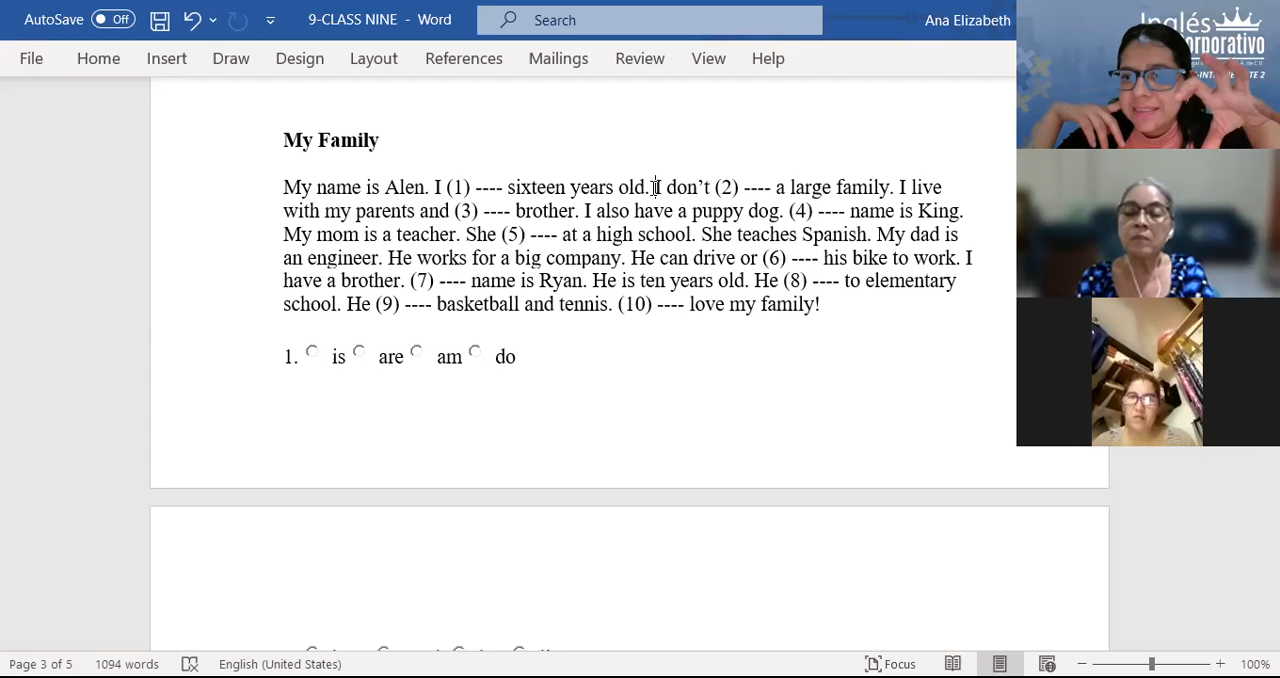 AutoSave Off 9-CLASS NINE - Word Search Ana Elizabeth
File Home Insert Draw Design Layout References Mailings Review View Help
Inglés
orporativo
My Family
My name is Alen. I (1) ---- sixteen years old. I don’t (2) ---- a large family. I live
with my parents and (3) ---- brother. I also have a puppy dog. (4) ---- name is King.
My mom is a teacher. She (5) ---- at a high school. She teaches Spanish. My dad is
an engineer. He works for a big company. He can drive or (6) ---- his bike to work. I
have a brother. (7) ---- name is Ryan. He is ten years old. He (8) ---- to elementary
school. He (9) ---- basketball and tennis. (10) ---- love my family!
1. is are am do
Page 3 of 5 1094 words English (United States) Focus 100%